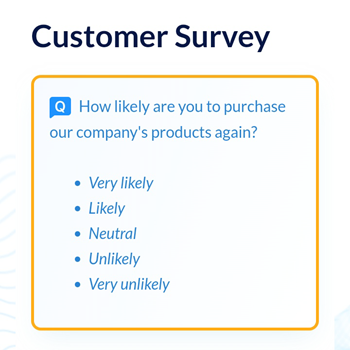 Customer Survey
Q How likely are you to purchase
our company's products again?
• Very likely
• Likely
• Neutral
• Unlikely
• Very unlikely